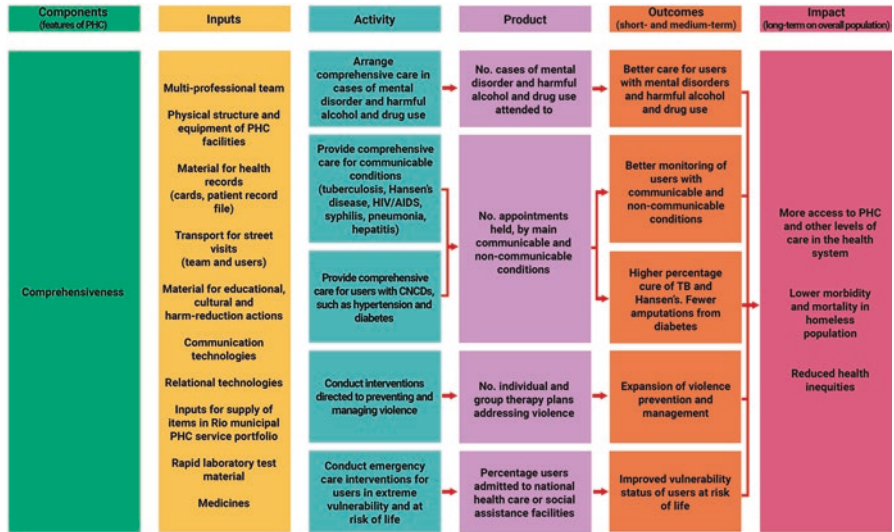 Components
(features of PHC)
Inputs
Activity
Product
Outcomes
(short- and medium-term)
Impact
(long-term on overall population)
Comprehensiveness
Multi-professional team
Physical structure and
equipment of PHC
facilities
Material for health
records
(cards, patient record
file)
Transport for street
visits
(team and users)
Material for educational,
cultural and
harm-reduction actions
Communication
technologies
Relational technologies
Inputs for supply of
items in Rio municipal
PHC service portfolio
Rapid laboratory test
material
Medicines
Arrange
comprehensive care in
cases of mental
disorder and harmful
alcohol and drug use
Provide comprehensive
care for communicable
conditions
(tuberculosis, Hansen's
disease, HIV/AIDS,
syphilis, pneumonia,
hepatitis)
Provide comprehensive
care for users with CNCDs,
such as hypertension and
diabetes
Conduct interventions
directed to preventing and
managing violence
Conduct emergency
care interventions for
users in extreme
vulnerability and at
risk of life
No. cases of mental
disorder and harmful
alcohol and drug use
attended to
No. appointments
held, by main
communicable and
non-communicable
conditions
No. individual and
group therapy plans
addressing violence
Percentage users
admitted to national
health care or social
assistance facilities
Better care for users
with mental disorders
and harmful alcohol
and drug use
Better monitoring of
users with
communicable and
non-communicable
conditions
Higher percentage
cure of TB and
Hansen's. Fewer
amputations from
diabetes
Expansion of violence
prevention and
management
Improved vulnerability
status of users at risk
of life
More access to PHC
and other levels of
care in the health
system
Lower morbidity
and mortality in
homeless
population
Reduced health
inequities